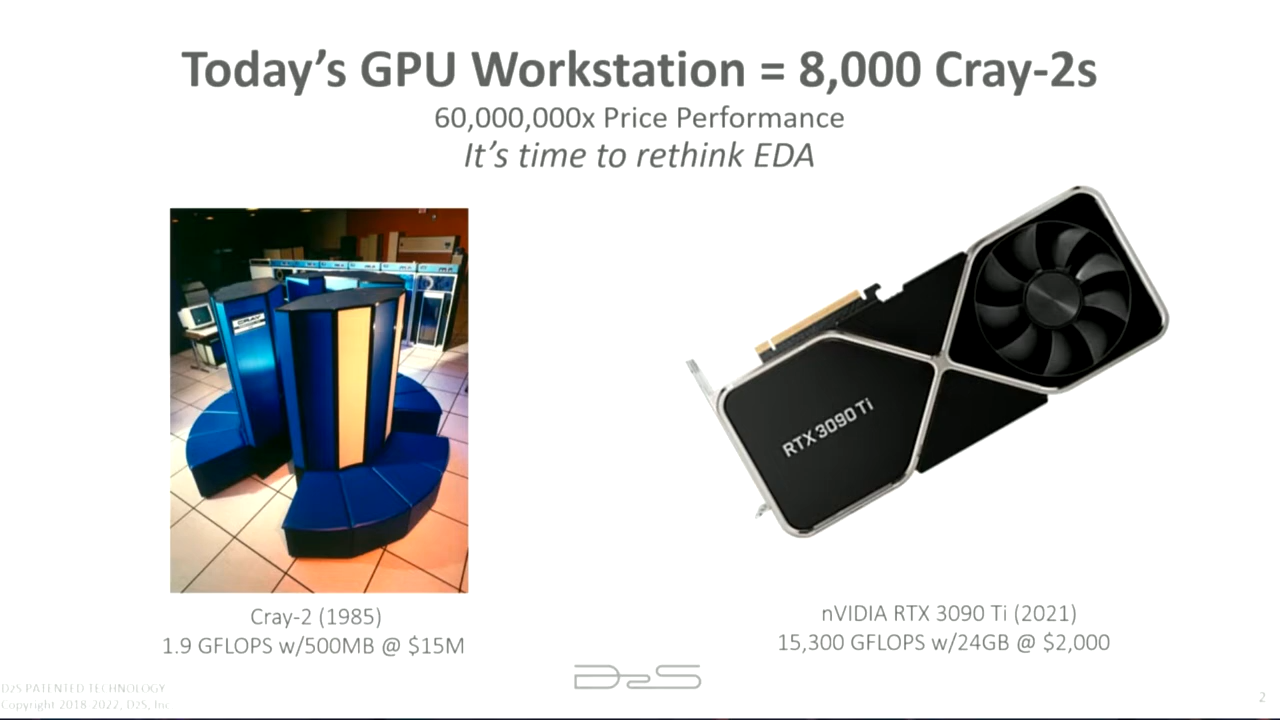 Today's GPU Workstation = 8,000 Cray-2s
60,000,000x Price Performance
It's time to rethink EDA
CRAY
RTX 3090 Ti
Cray-2 (1985)
1.9 GFLOPS w/500MB @ $15M
nVIDIA RTX 3090 Ti (2021)
15,300 GFLOPS w/24GB @ $2,000
D2S
D2S PATENTED TECHNOLOGY
Copyright 2018-2022, D2S, Inc
2